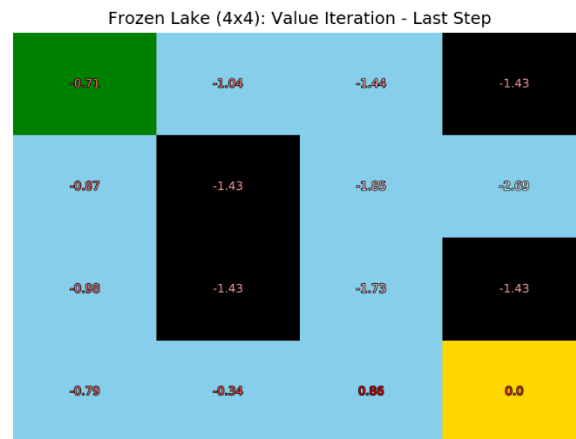 Frozen Lake (4x4): Value Iteration - Last Step
-0.71 -1.04 -1.44 -1.43
-0.87 -1.43 -1.85 -2.69
-0.98 -1.43 -1.73 -1.43
-0.79 -0.34 0.86 0.0